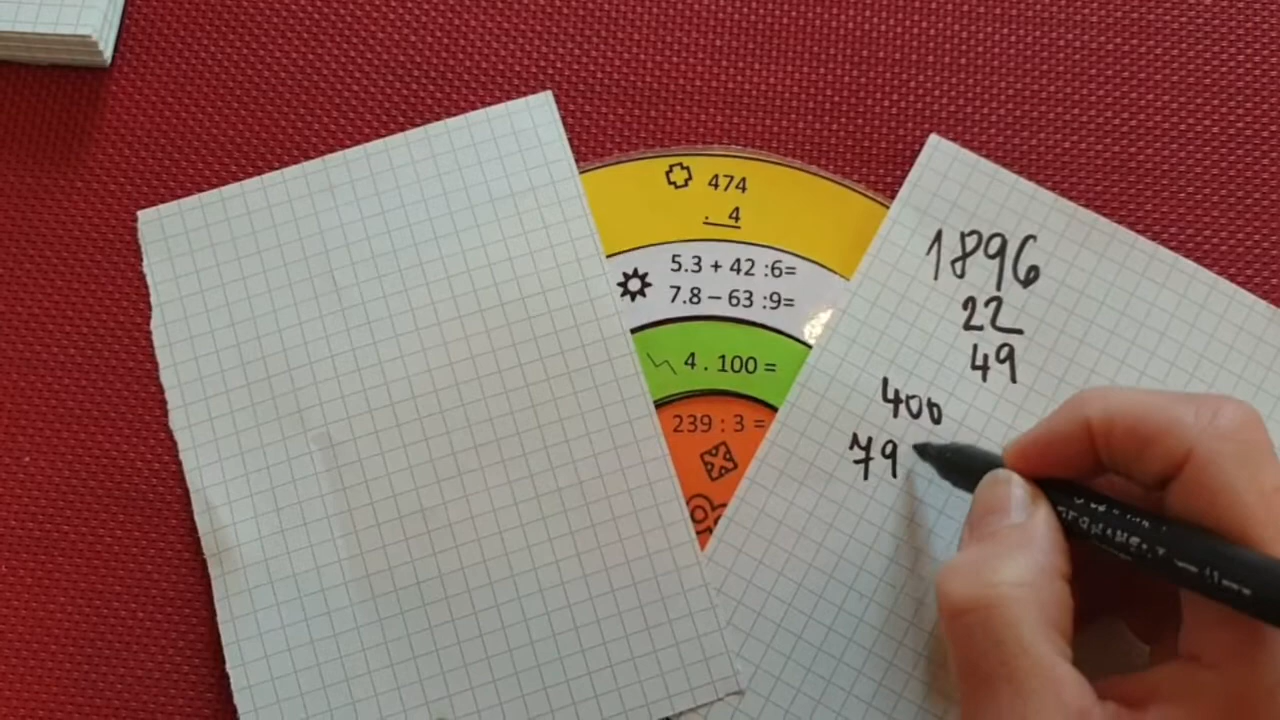 474
. 4
5.3 + 42 :6=
7.8 – 63 :9=
4 . 100 =
239 : 3 =
1896
22
49
400
79